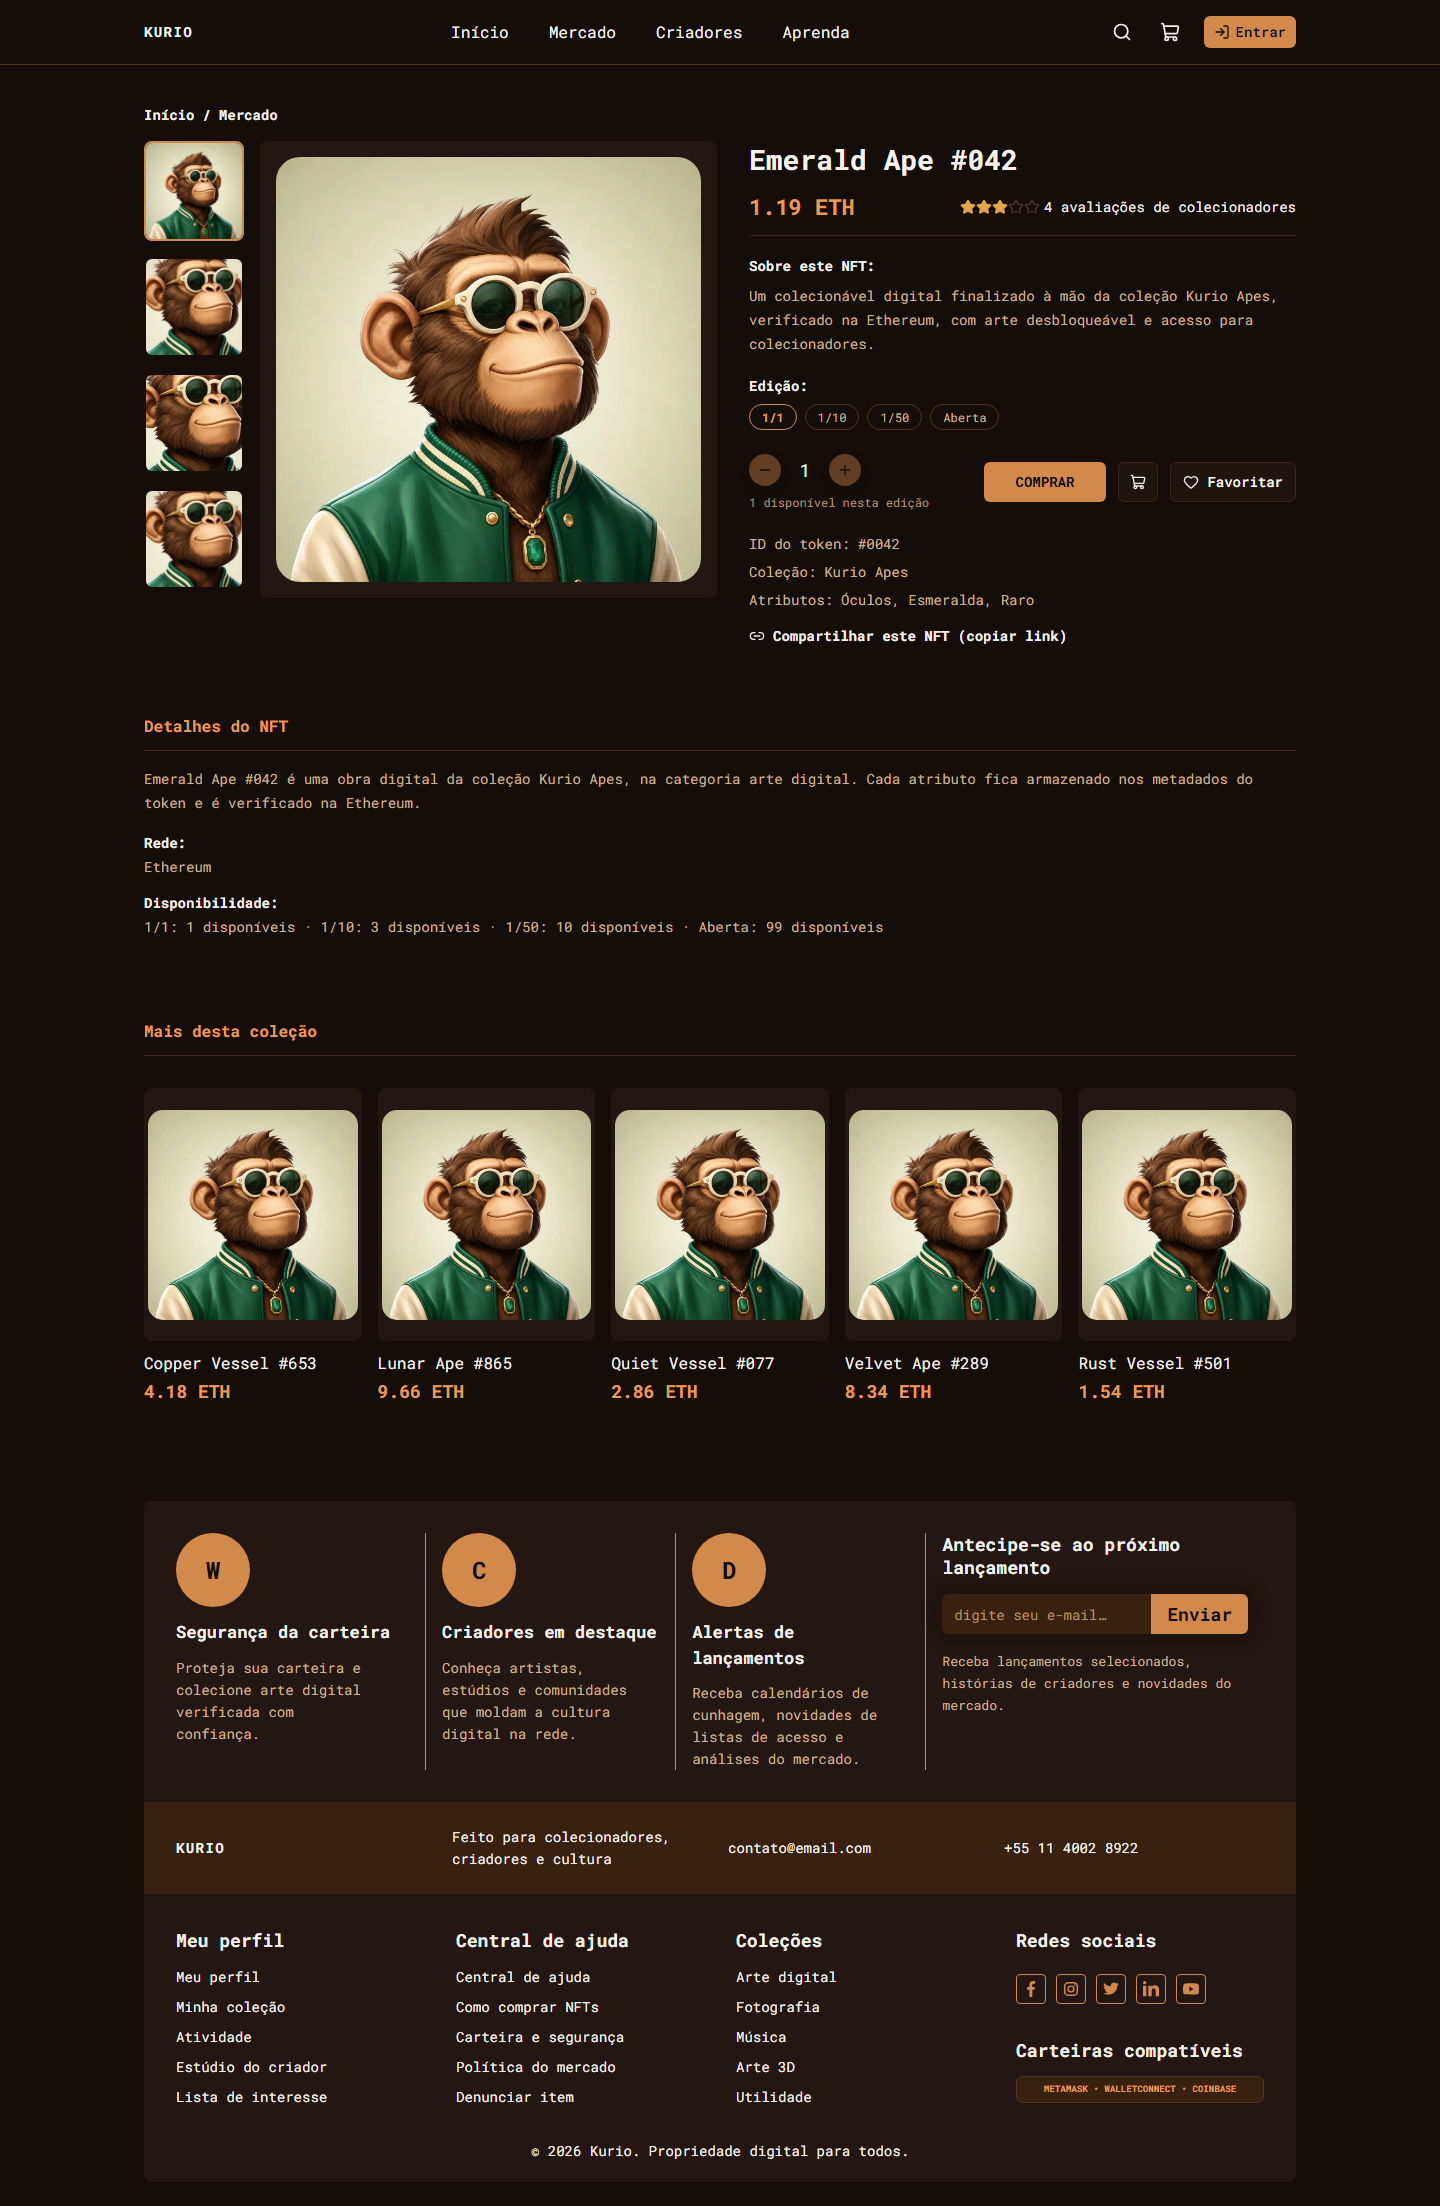 KURIO
Início
Mercado
Criadores
Aprenda
Entrar
Início / Mercado
Emerald Ape #042
1.19 ETH
4 avaliações de colecionadores
Sobre este NFT:
Um colecionável digital finalizado à mão da coleção Kurio Apes,
verificado na Ethereum, com arte desbloqueável e acesso para
colecionadores.
Edição:
1/1
1/10
1/50
Aberta
1
COMPRAR
Favoritar
1 disponível nesta edição
ID do token: #0042
Coleção: Kurio Apes
Atributos: Óculos, Esmeralda, Raro
Compartilhar este NFT (copiar link)
Detalhes do NFT
Emerald Ape #042 é uma obra digital da coleção Kurio Apes, na categoria arte digital. Cada atributo fica armazenado nos metadados do
token e é verificado na Ethereum.
Rede:
Ethereum
Disponibilidade:
1/1: 1 disponíveis · 1/10: 3 disponíveis · 1/50: 10 disponíveis · Aberta: 99 disponíveis
Mais desta coleção
Copper Vessel #653
4.18 ETH
Lunar Ape #865
9.66 ETH
Quiet Vessel #077
2.86 ETH
Velvet Ape #289
8.34 ETH
Rust Vessel #501
1.54 ETH
W
Segurança da carteira
Proteja sua carteira e
colecione arte digital
verificada com
confiança.
C
Criadores em destaque
Conheça artistas,
estúdios e comunidades
que moldam a cultura
digital na rede.
D
Alertas de
lançamentos
Receba calendários de
cunhagem, novidades de
listas de acesso e
análises do mercado.
Antecipe-se ao próximo
lançamento
digite seu e-mail…
Enviar
Receba lançamentos selecionados,
histórias de criadores e novidades do
mercado.
KURIO
Feito para colecionadores,
criadores e cultura
contato@email.com
+55 11 4002 8922
Meu perfil
Meu perfil
Minha coleção
Atividade
Estúdio do criador
Lista de interesse
Central de ajuda
Central de ajuda
Como comprar NFTs
Carteira e segurança
Política do mercado
Denunciar item
Coleções
Arte digital
Fotografia
Música
Arte 3D
Utilidade
Redes sociais
Carteiras compatíveis
METAMASK • WALLETCONNECT • COINBASE
© 2026 Kurio. Propriedade digital para todos.